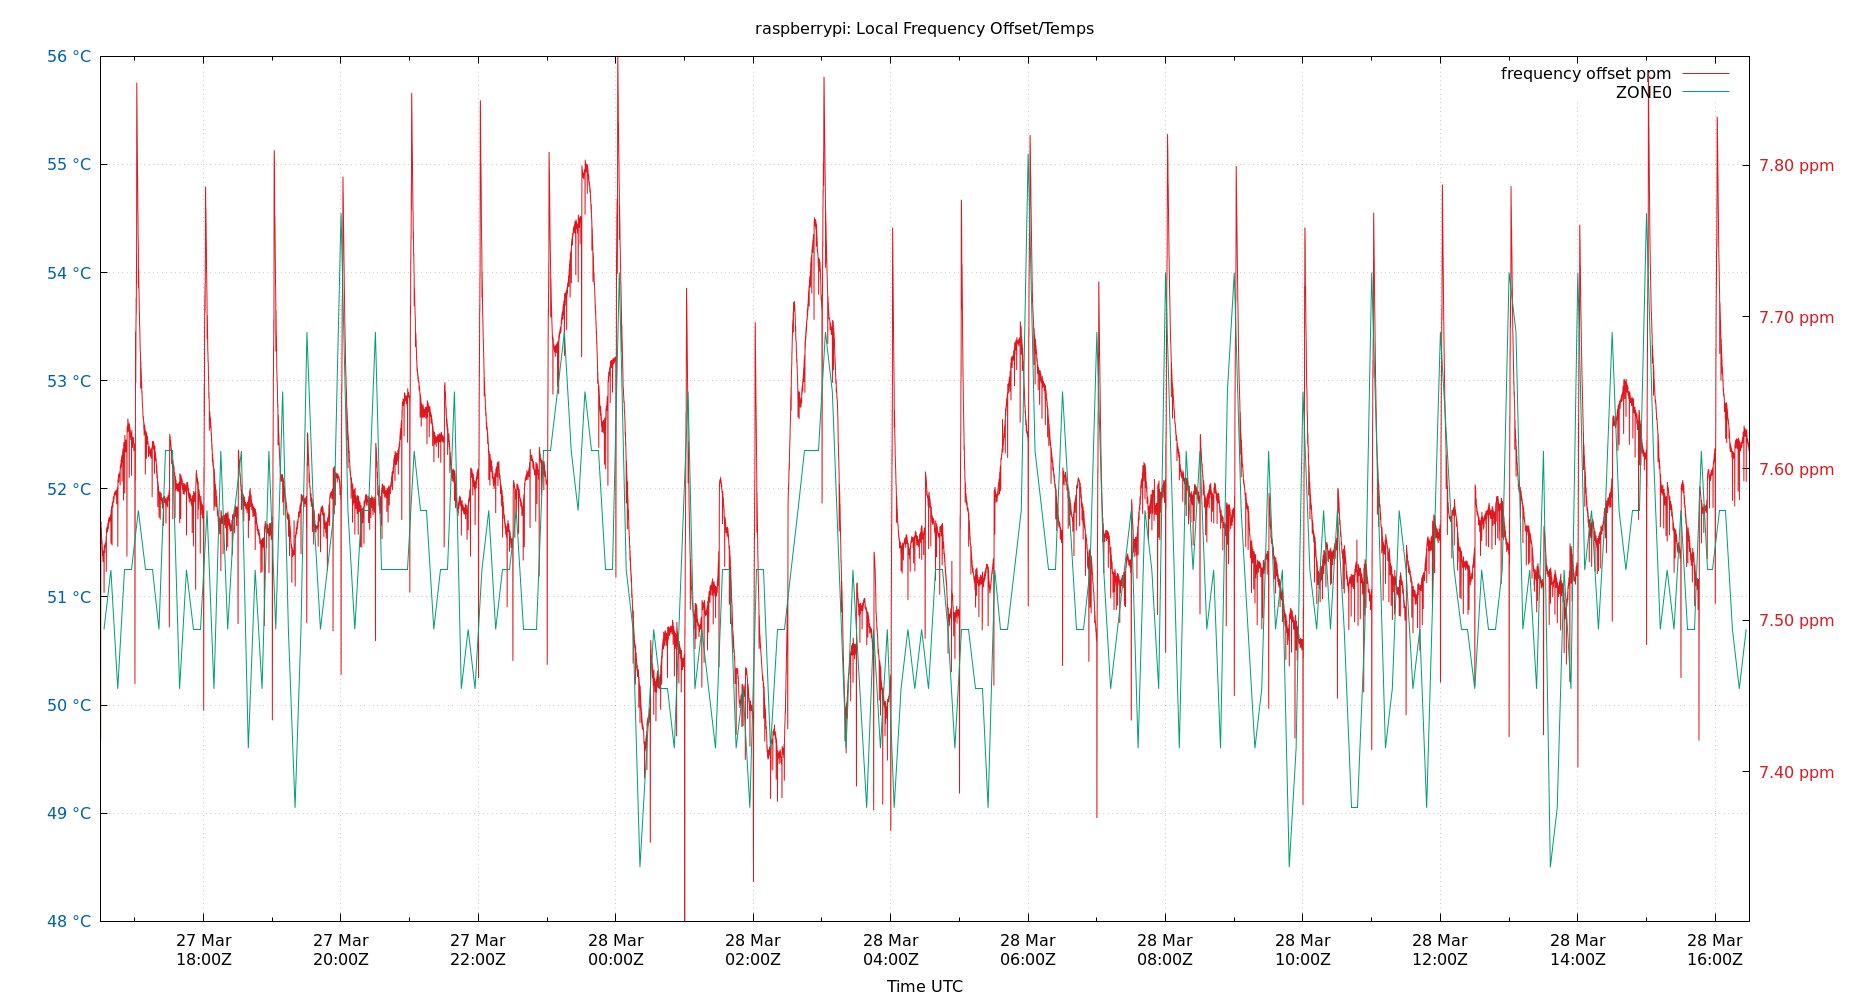 raspberrypi: Local Frequency Offset/Temps
frequency offset ppm
ZONE0
56 °C
55 °C
54 °C
53 °C
52 °C
51 °C
50 °C
49 °C
48 °C
7.80 ppm
7.70 ppm
7.60 ppm
7.50 ppm
7.40 ppm
27 Mar 27 Mar 27 Mar 28 Mar 28 Mar 28 Mar 28 Mar 28 Mar 28 Mar 28 Mar 28 Mar 28 Mar
18:00Z 20:00Z 22:00Z 00:00Z 02:00Z 04:00Z 06:00Z 08:00Z 10:00Z 12:00Z 14:00Z 16:00Z
Time UTC